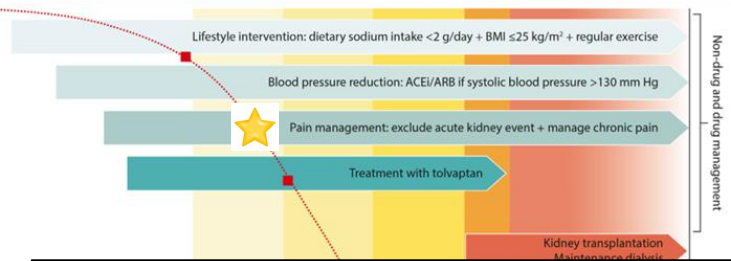 Lifestyle intervention: dietary sodium intake <2 g/day + BMI ≤25 kg/m² + regular exercise
Blood pressure reduction: ACEi/ARB if systolic blood pressure >130 mm Hg
Pain management: exclude acute kidney event + manage chronic pain
Treatment with tolvaptan
Kidney transplantation
Maintenance dialysis
Non-drug and drug management